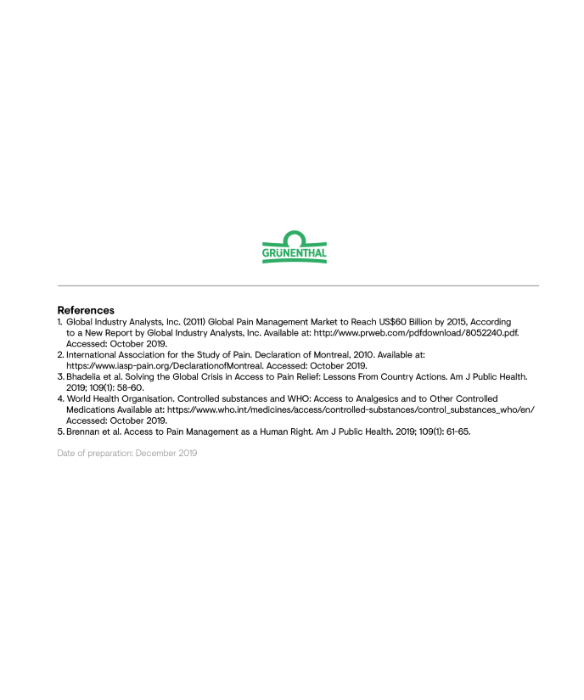 GRÜNENTHAL
References
1. Global Industry Analysts, Inc. (2011) Global Pain Management Market to Reach US$60 Billion by 2015, According
to a New Report by Global Industry Analysts, Inc. Available at: http://www.prweb.com/pdfdownload/8052240.pdf.
Accessed: October 2019.
2. International Association for the Study of Pain. Declaration of Montreal, 2010. Available at:
https://www.iasp-pain.org/DeclarationofMontreal. Accessed: October 2019.
3. Bhadelia et al. Solving the Global Crisis in Access to Pain Relief: Lessons From Country Actions. Am J Public Health.
2019; 109(1): 58-60.
4. World Health Organisation. Controlled substances and WHO: Access to Analgesics and to Other Controlled
Medications Available at: https://www.who.int/medicines/access/controlled-substances/control_substances_who/en/
Accessed: October 2019.
5. Brennan et al. Access to Pain Management as a Human Right. Am J Public Health. 2019; 109(1): 61-65.
Date of preparation: December 2019